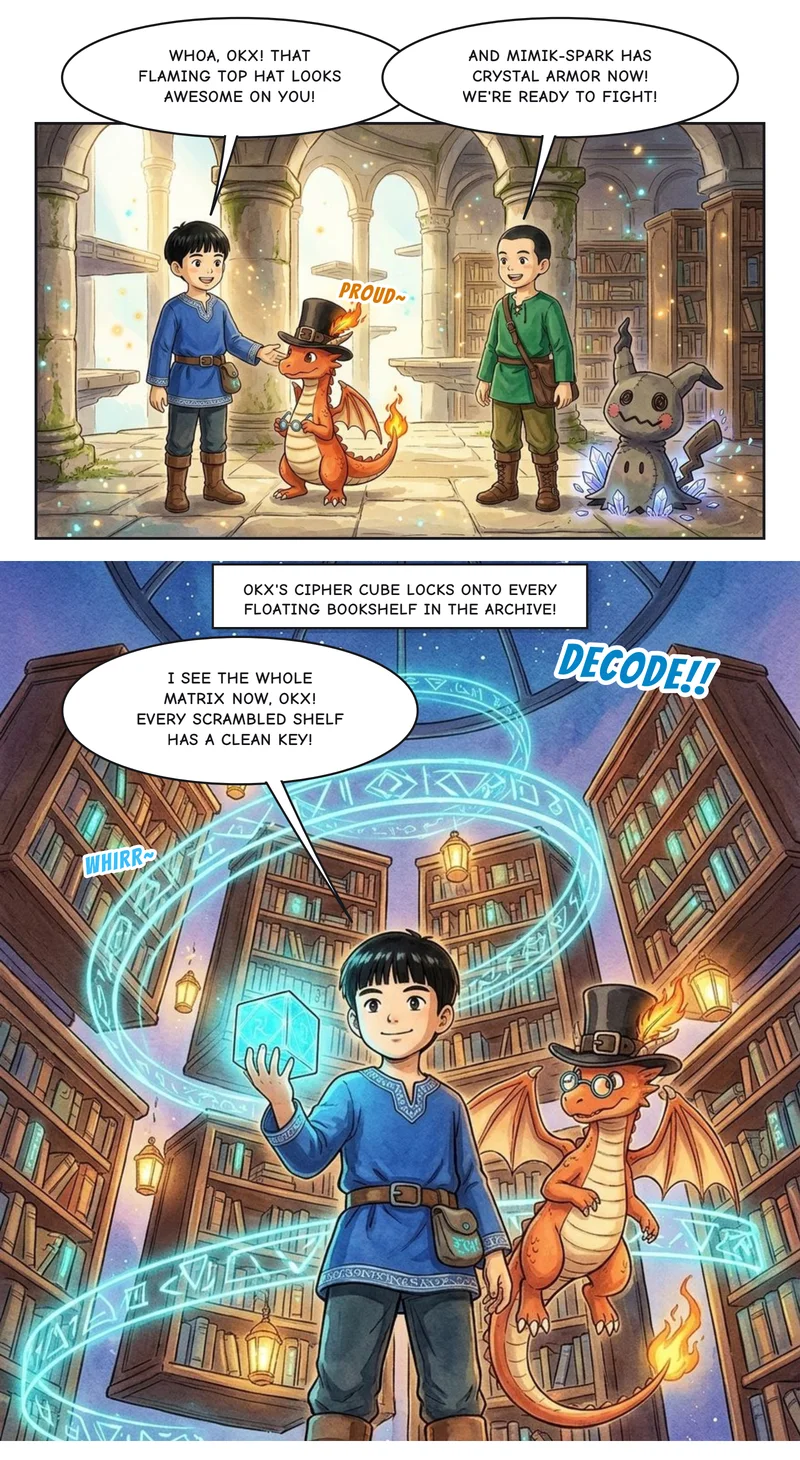 WHOA, OKX! THAT
FLAMING TOP HAT LOOKS
AWESOME ON YOU!
AND MIMIK-SPARK HAS
CRYSTAL ARMOR NOW!
WE'RE READY TO FIGHT!
PROUD~
OKX'S CIPHER CUBE LOCKS ONTO EVERY
FLOATING BOOKSHELF IN THE ARCHIVE!
DECODE!!
I SEE THE WHOLE
MATRIX NOW, OKX!
EVERY SCRAMBLED SHELF
HAS A CLEAN KEY!
WHIRR~